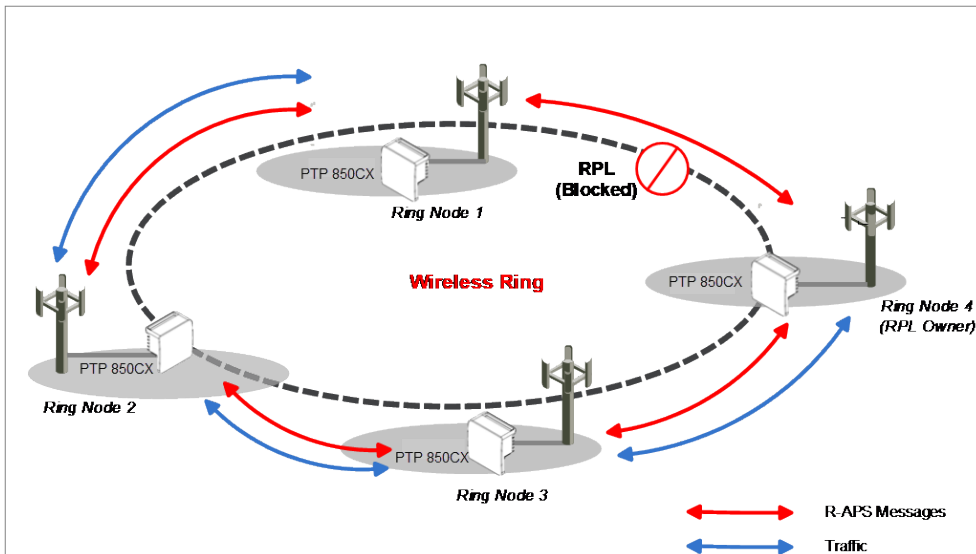 PTP 850CX
Ring Node 1
RPL
(Blocked)
PTP 850CX
Ring Node 4
(RPL Owner)
Wireless Ring
PTP 850CX
Ring Node 2
PTP 850CX
Ring Node 3
R-APS Messages
Traffic